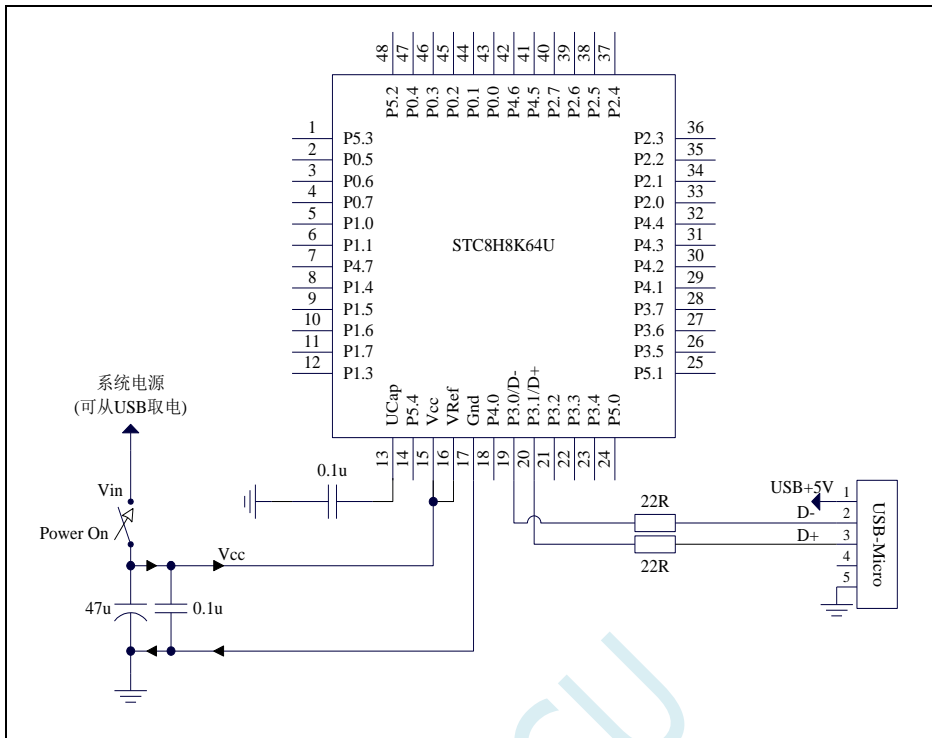 48 47 46 45 44 43 42 41 40 39 38 37
P5.2 P0.4 P0.3 P0.2 P0.1 P0.0 P4.6 P4.5 P2.7 P2.6 P2.5 P2.4
1 P5.3 P2.3 36
2 P0.5 P2.2 35
3 P0.6 P2.1 34
4 P0.7 P2.0 33
5 P1.0 P4.4 32
6 P1.1 STC8H8K64U P4.3 31
7 P4.7 P4.2 30
8 P1.4 P4.1 29
9 P1.5 P3.7 28
10 P1.6 P3.6 27
11 P1.7 P3.5 26
12 P1.3 P5.1 25
UCap P5.4 Vcc VRef Gnd P4.0 P3.0/D- P3.1/D+ P3.2 P3.3 P3.4 P5.0
13 14 15 16 17 18 19 20 21 22 23 24
系统电源
(可从USB取电)
Vin
Power On
Vcc
47u
0.1u
0.1u
22R
22R
USB+5V
D-
D+
1
2
3
4
5
USB-Micro
CU